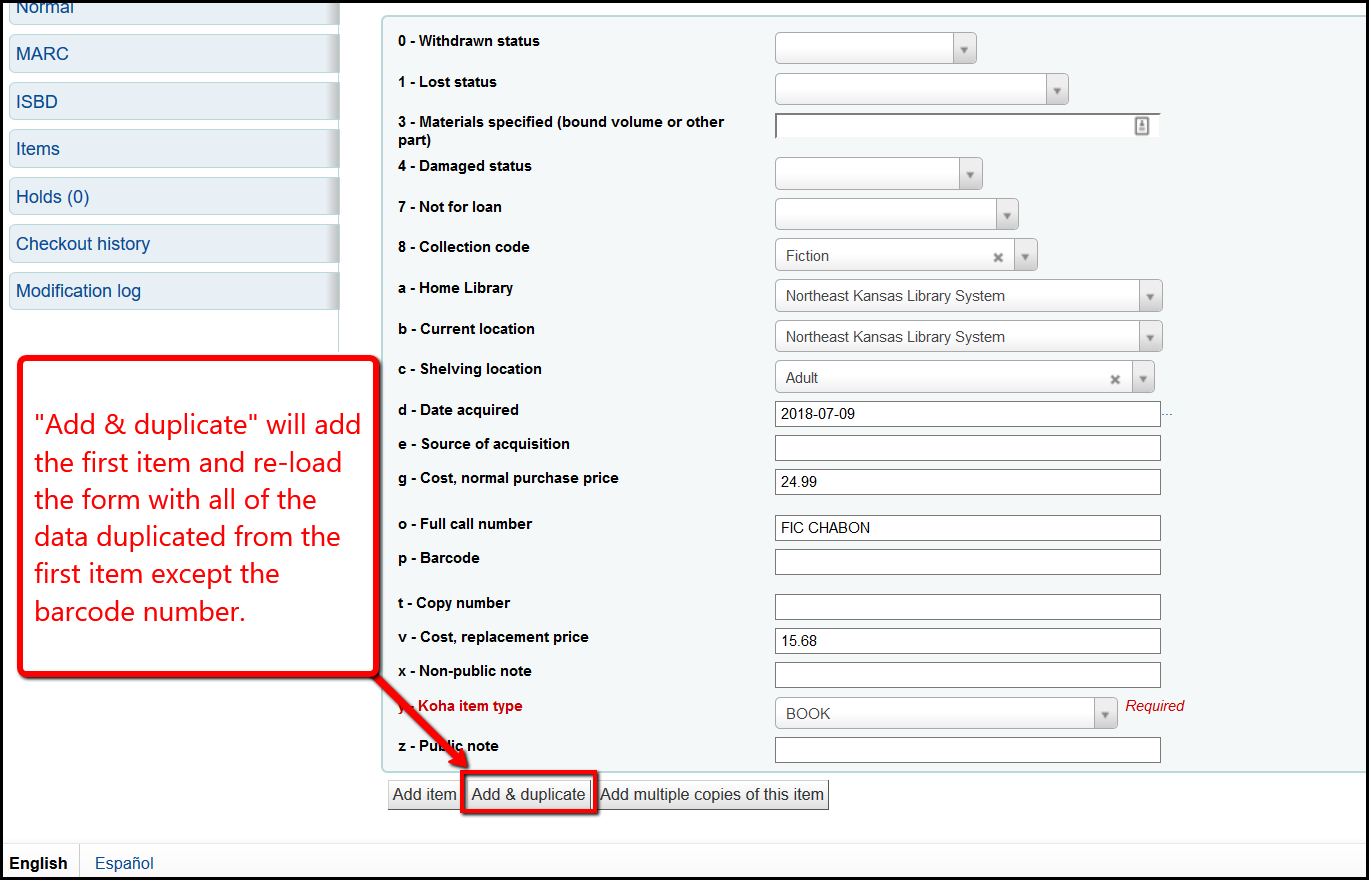 Normal
MARC
ISBD
Items
Holds (0)
Checkout history
Modification log
"Add & duplicate" will add
the first item and re-load
the form with all of the
data duplicated from the
first item except the
barcode number.
0 - Withdrawn status
1 - Lost status
3 - Materials specified (bound volume or other
part)
4 - Damaged status
7 - Not for loan
8 - Collection code Fiction
a - Home Library Northeast Kansas Library System
b - Current location Northeast Kansas Library System
c - Shelving location Adult
d - Date acquired 2018-07-09 ...
e - Source of acquisition
g - Cost, normal purchase price 24.99
o - Full call number FIC CHABON
p - Barcode
t - Copy number
v - Cost, replacement price 15.68
x - Non-public note
y - Koha item type BOOK Required
z - Public note
Add item Add & duplicate Add multiple copies of this item
English Español